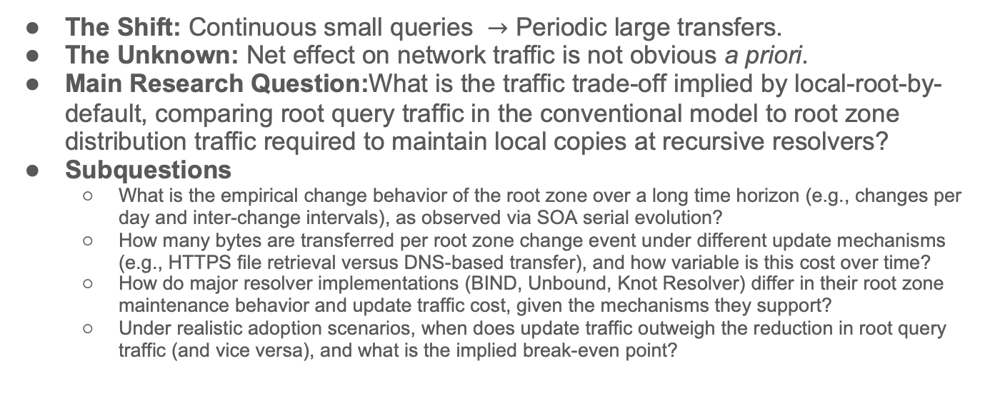 ● The Shift: Continuous small queries → Periodic large transfers.
● The Unknown: Net effect on network traffic is not obvious a priori.
● Main Research Question:What is the traffic trade-off implied by local-root-by-
default, comparing root query traffic in the conventional model to root zone
distribution traffic required to maintain local copies at recursive resolvers?
● Subquestions
○ What is the empirical change behavior of the root zone over a long time horizon (e.g., changes per
day and inter-change intervals), as observed via SOA serial evolution?
○ How many bytes are transferred per root zone change event under different update mechanisms
(e.g., HTTPS file retrieval versus DNS-based transfer), and how variable is this cost over time?
○ How do major resolver implementations (BIND, Unbound, Knot Resolver) differ in their root zone
maintenance behavior and update traffic cost, given the mechanisms they support?
○ Under realistic adoption scenarios, when does update traffic outweigh the reduction in root query
traffic (and vice versa), and what is the implied break-even point?